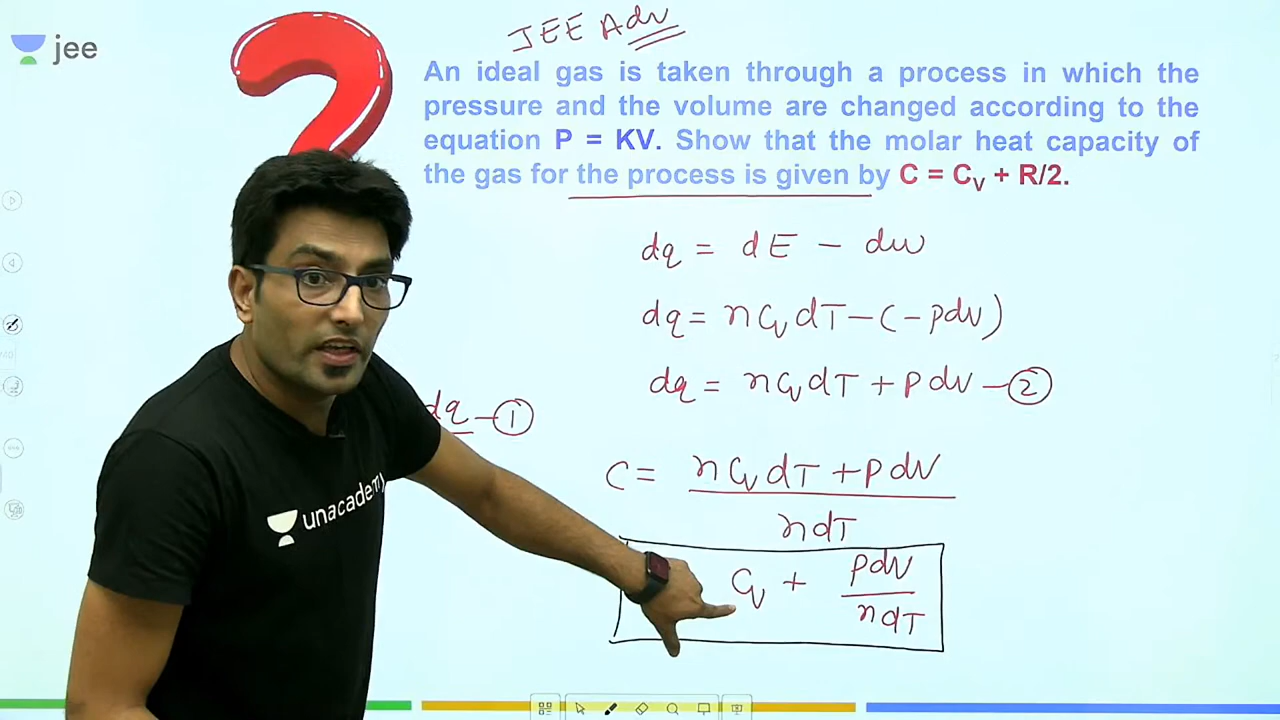 jee
JEE Adv
An ideal gas is taken through a process in which the
pressure and the volume are changed according to the
equation P = KV. Show that the molar heat capacity of
the gas for the process is given by C = Cv + R/2.
dq = dE - dw
dq = nCvdT-(-pdv)
dq = nCvdT + pdv - ②
dq - ①
C = nCvdT + pdv
ndT
Cv + pdv
ndT
unacademy